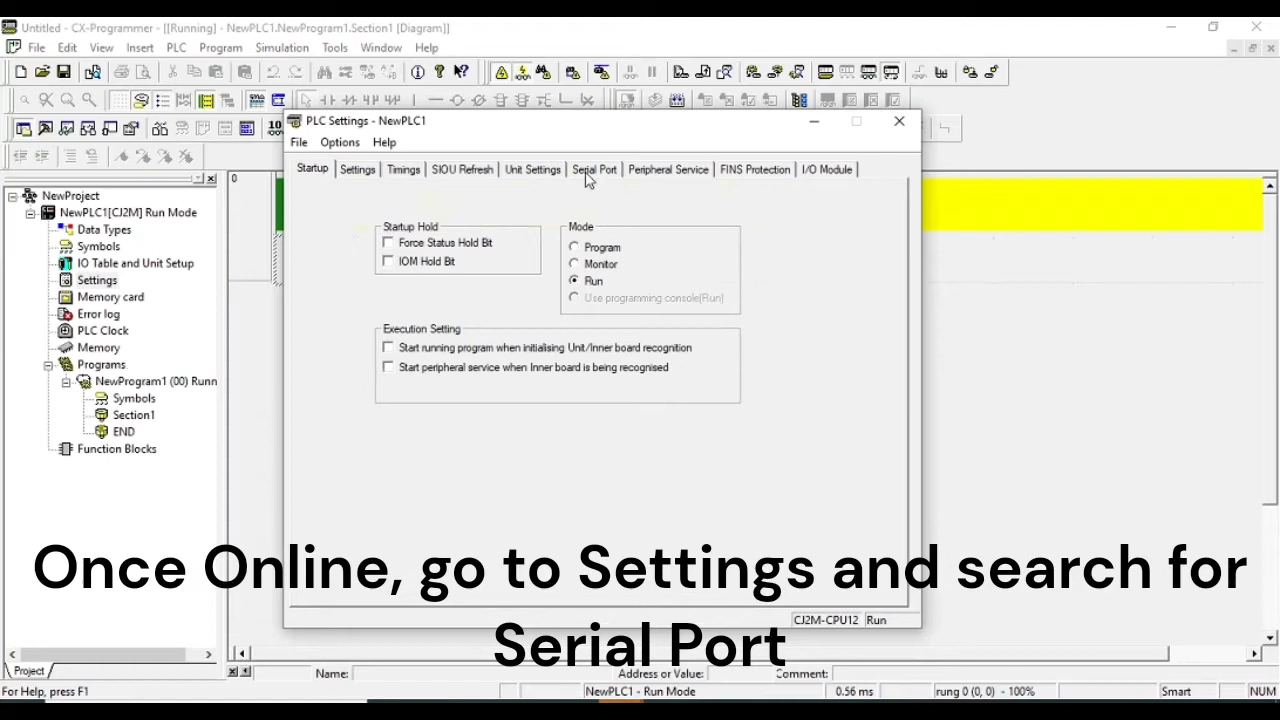 Untitled - CX-Programmer - [[Running] - NewPLC1.NewProgram1.Section1 [Diagram]]
File Edit View Insert PLC Program Simulation Tools Window Help
10
PLC Settings - NewPLC1
File Options Help
Startup Settings Timings SIOU Refresh Unit Settings Serial Port Peripheral Service FINS Protection I/O Module
NewProject
NewPLC1[CJ2M] Run Mode
Data Types
Symbols
IO Table and Unit Setup
Settings
Memory card
Error log
PLC Clock
Memory
Programs
NewProgram1 (00) Runn
Symbols
Section1
END
Function Blocks
Project
0
Startup Hold
Force Status Hold Bit
IOM Hold Bit
Mode
Program
Monitor
Run
Use programming console(Run)
Execution Setting
Start running program when initialising Unit/Inner board recognition
Start peripheral service when Inner board is being recognised
CJ2M-CPU12 Run
Once Online, go to Settings and search for
Serial Port
Name: Address or Value: Comment:
For Help, press F1 NewPLC1 - Run Mode 0.56 ms rung 0 (0, 0) - 100% Smart NUM